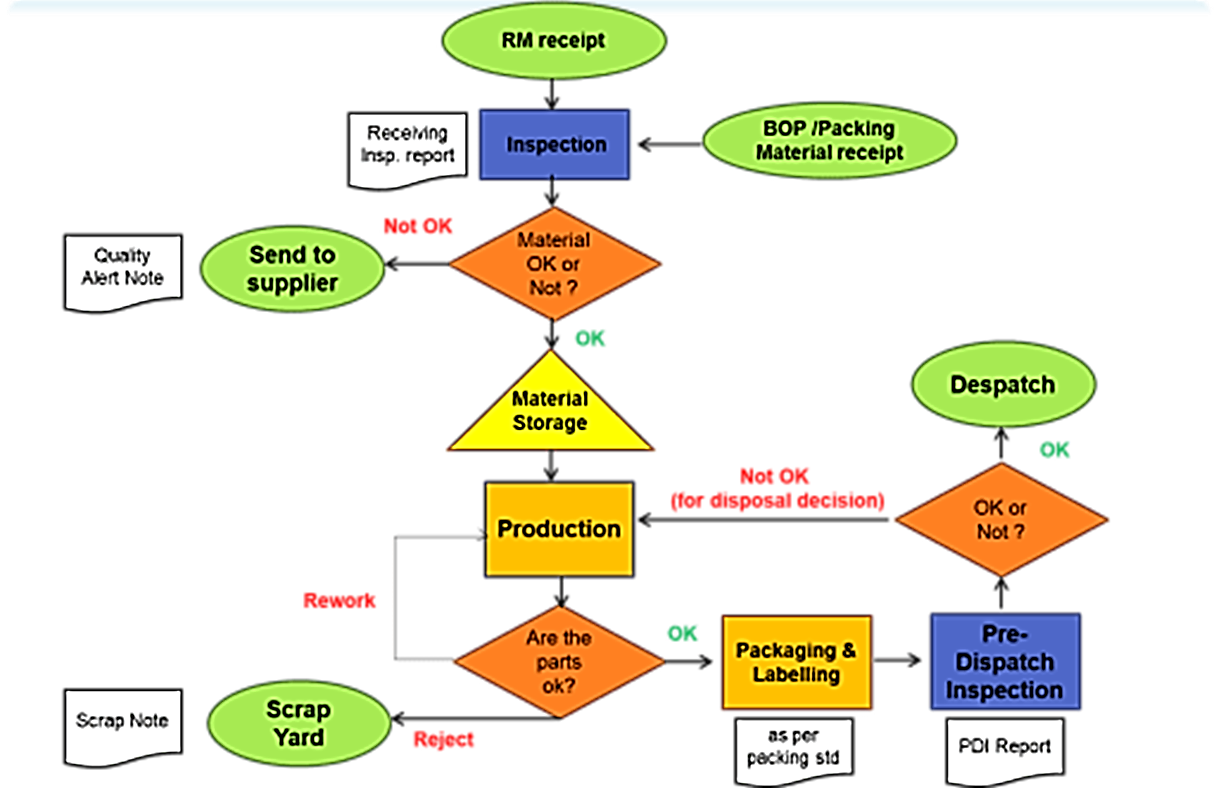 RM receipt
Receiving
Insp. report
Inspection
BOP /Packing
Material receipt
Not OK
Material
OK or
Not ?
Quality
Alert Note
Send to
supplier
OK
Material
Storage
Despatch
OK
Not OK
(for disposal decision)
OK or
Not ?
Production
Rework
Are the
parts
ok?
OK
Packaging &
Labelling
Pre-
Dispatch
Inspection
Scrap Note
Scrap
Yard
Reject
as per
packing std
PDI Report